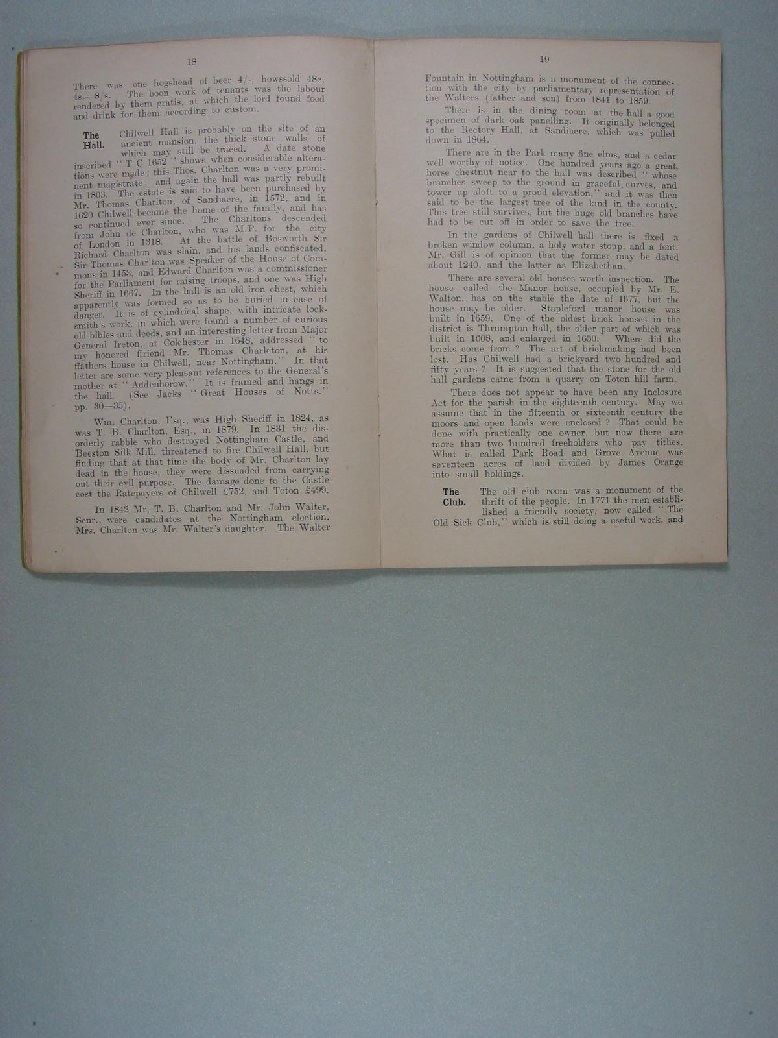 18
There was one hogshead of beer 4/-, howssold 48s,
4s.— 8/s. The boon work of tenants was the labour
rendered by them gratis, at which the lord found food
and drink for them according to custom.
The Hall. Chilwell Hall is probably on the site of an
ancient mansion, the thick stone walls of
which may still be traced. A date stone
inscribed "T C 1652" shows when considerable altera-
tions were made; this Thos. Charlton was a very promi-
nent magistrate; and again the hall was partly rebuilt
in 1803. The estate is said to have been purchased by
Mr. Thomas Charlton, of Sandiacre, in 1572, and in
1620 Chilwell became the home of the family, and has
so continued ever since. The Charltons descended
from John de Charlton, who was M.P. for the city
of London in 1318. At the battle of Bosworth Sir
Richard Charlton was slain, and his lands confiscated.
Sir Thomas Charlton was Speaker of the House of Com-
mons in 1453, and Edward Charlton was a commissioner
for the Parliament for raising troops, and one was High
Sheriff in 1667. In the hall is an old iron chest, which
apparently was formed so as to be buried in case of
danger. It is of cylindrical shape, with intricate lock-
smith's work, in which were found a number of curious
old bibles and deeds, and an interesting letter from Major
General Ireton, at Colchester in 1648, addressed "to
my honored ffriend Mr. Thomas Charleton, at his
ffathers house in Chilwell, near Nottingham." In that
letter are some very pleasant references to the General's
mother at "Addenborow." It is framed and hangs in
the hall. (See Jacks "Great Houses of Notts."
pp. 30—35).
Wm. Charlton, Esq., was High Sheriff in 1824, as
was T. B. Charlton, Esq., in 1879. In 1831 the dis-
orderly rabble who destroyed Nottingham Castle, and
Beeston Silk Mill, threatened to fire Chilwell Hall, but
finding that at that time the body of Mr. Charlton lay
dead in the house, they were dissuaded from carrying
out their evil purpose. The damage done to the Castle
cost the Ratepayers of Chilwell £752, and Toton £499.
In 1842 Mr. T. B. Charlton and Mr. John Walter,
Senr., were candidates at the Nottingham election.
Mrs. Charlton was Mr. Walter's daughter. The Walter
19
Fountain in Nottingham is a monument of the connec-
tion with the city by parliamentary representation of
the Walters (father and son) from 1841 to 1859.
There is in the dining room at the hall a good
specimen of dark oak panelling. It originally belonged
to the Rectory Hall, at Sandiacre, which was pulled
down in 1864.
There are in the Park many fine elms, and a cedar
well worthy of notice. One hundred years ago a great,
horse chestnut near to the hall was described "whose
branches sweep to the ground in graceful curves, and
tower up aloft to a proud elevation." and it was then
said to be the largest tree of the kind in the county.
This tree still survives, but the huge old branches have
had to be cut off in order to save the tree.
In the gardens of Chilwell hall there is fixed a
broken window column, a holy water stoup, and a font.
Mr. Gill is of opinion that the former may be dated
about 1240, and the latter as Elizabethan.
There are several old houses worth inspection. The
house called the Manor house, occupied by Mr. E.
Walton, has on the stable the date of 1677, but the
house may be older. Stapleford manor house was
built in 1659. One of the oldest brick houses in the
district is Thrumpton hall, the older part of which was
built in 1608, and enlarged in 1630. Where did the
bricks come from? The art of brickmaking had been
lost. Has Chilwell had a brickyard two hundred and
fifty years? It is suggested that the stone for the old
hall gardens came from a quarry on Toton hill farm.
There does not appear to have been any Inclosure
Act for the parish in the eighteenth century. May we
assume that in the fifteenth or sixteenth century the
moors and open lands were enclosed? That could be
done with practically one owner, but now there are
more than two hundred freeholders who pay tithes.
What is called Park Road and Grove Avenue was
seventeen acres of land divided by James Orange
into small holdings.
The Club. The old club room was a monument of the
thrift of the people. In 1771 the men establi-
lished a friendly society, now called "The
Old Sick Club," which is still doing a useful work, and